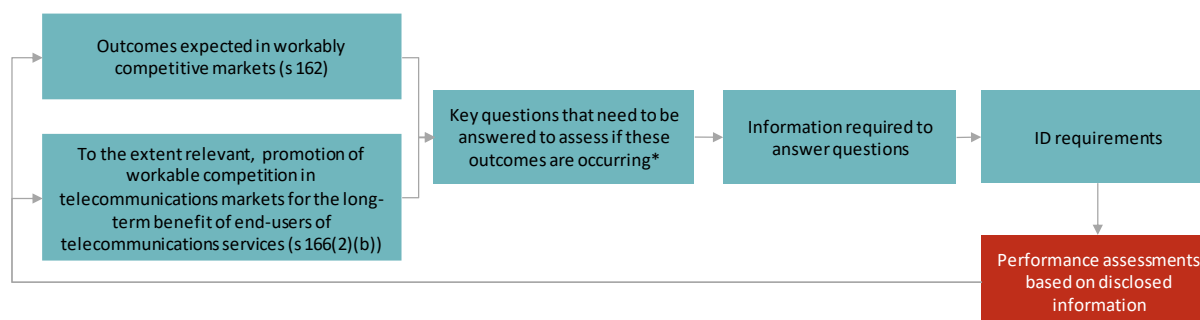 Outcomes expected in workably
competitive markets (s 162)
To the extent relevant, promotion of
workable competition in
telecommunications markets for the long-
term benefit of end-users of
telecommunications services (s 166(2)(b))
Key questions that need to be
answered to assess if these
outcomes are occurring*
Information required to
answer questions
ID requirements
Performance assessments
based on disclosed
information